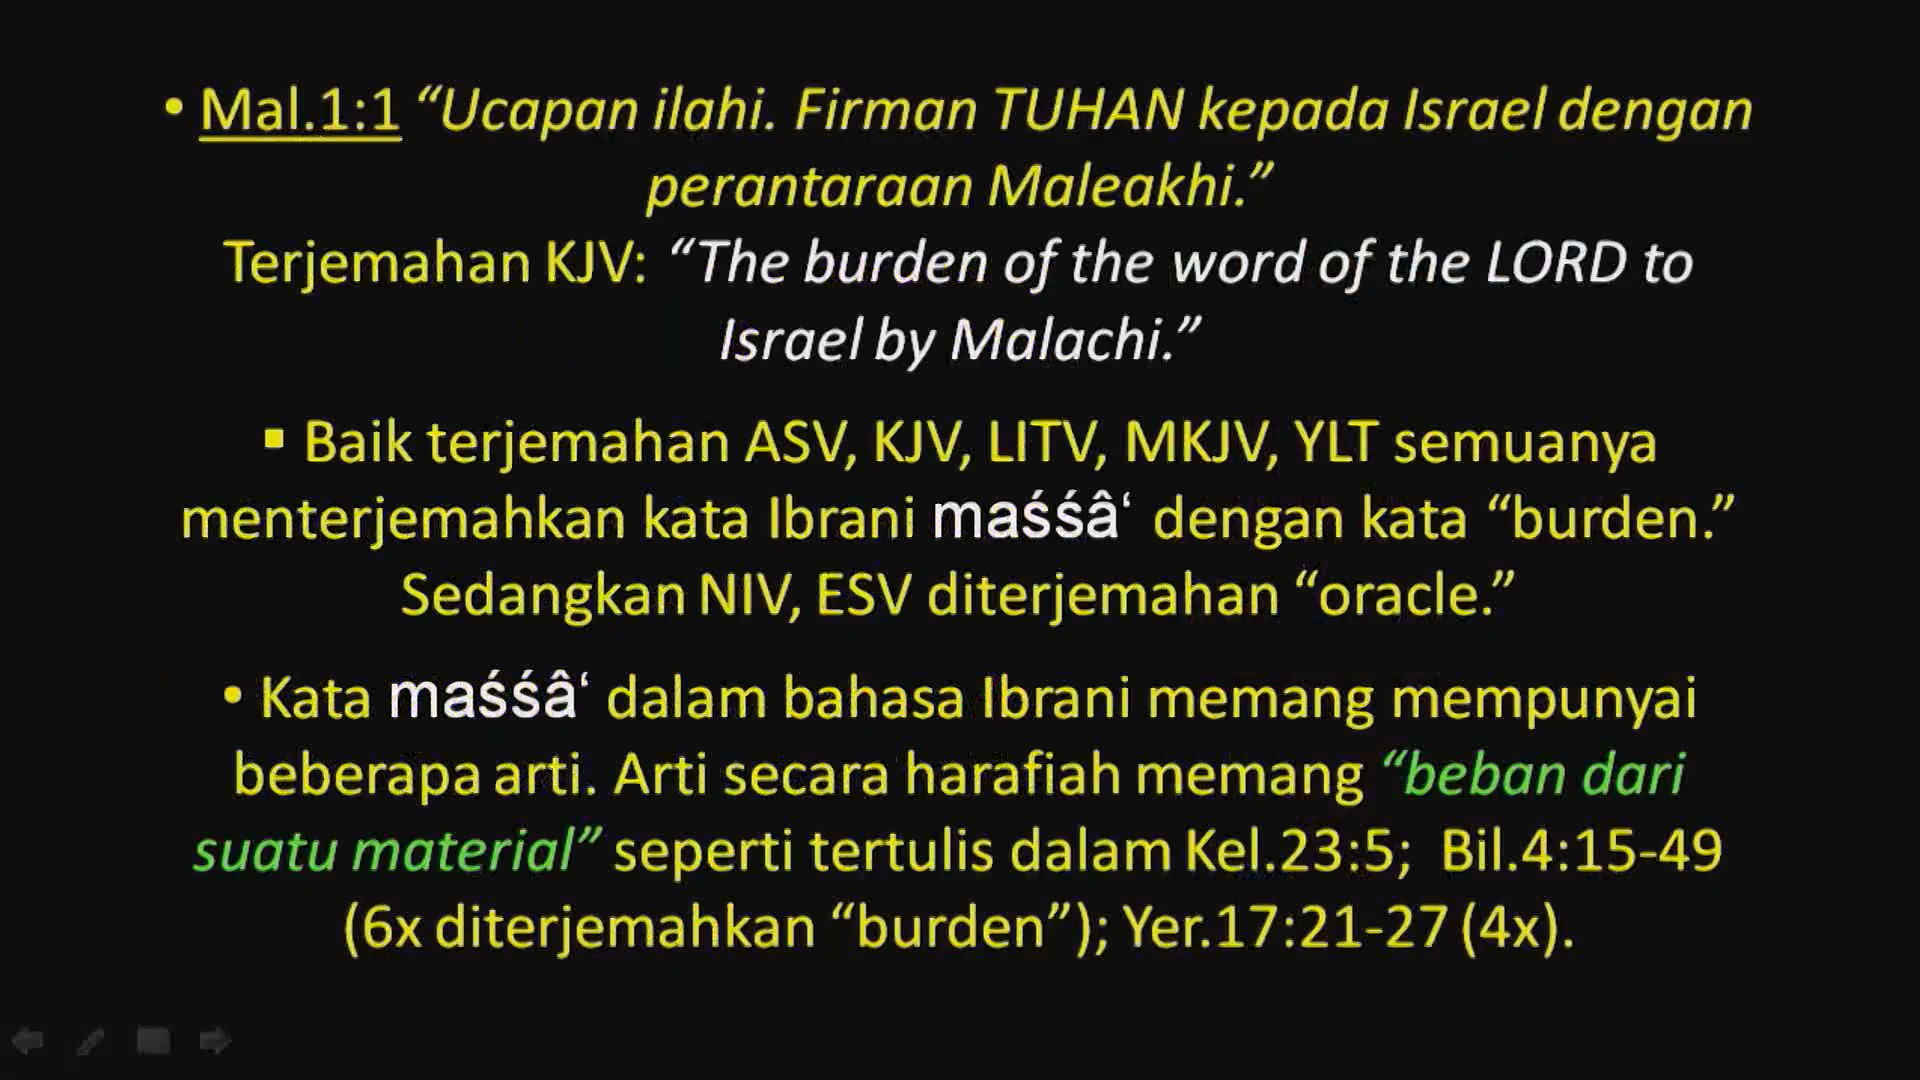 • Mal.1:1 “Ucapan ilahi. Firman TUHAN kepada Israel dengan
perantaraan Maleakhi.”
Terjemahan KJV: “The burden of the word of the LORD to
Israel by Malachi.”
▪ Baik terjemahan ASV, KJV, LITV, MKJV, YLT semuanya
menterjemahkan kata Ibrani maśśâ‘ dengan kata “burden.”
Sedangkan NIV, ESV diterjemahan “oracle.”
• Kata maśśâ‘ dalam bahasa Ibrani memang mempunyai
beberapa arti. Arti secara harafiah memang “beban dari
suatu material” seperti tertulis dalam Kel.23:5; Bil.4:15-49
(6x diterjemahkan “burden”); Yer.17:21-27 (4x).